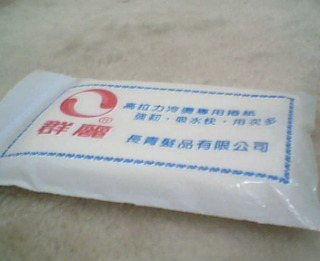 高拉力冷燙專用捲紙
強韌·吸水快·用次多
群麗
長青髮品有限公司